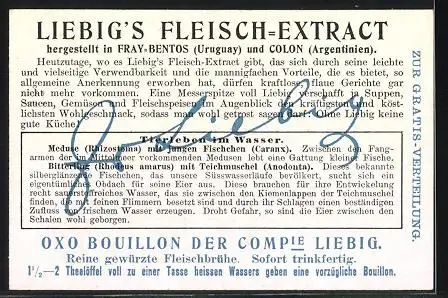 LIEBIG'S FLEISCH=EXTRACT
hergestellt in FRAY=BENTOS (Uruguay) und COLON (Argentinien).
Heutzutage, wo es Liebig's Fleisch-Extract gibt, das sich durch seine leichte
und vielseitige Verwendbarkeit und die mannigfachen Vorteile, die es bietet, so
allgemeine Anerkennung erworben hat, dürfen kraftlose und flaue Gerichte gar
nicht mehr vorkommen. Eine Messerspitze voll Liebig verschafft ja Suppen,
Saucen, Gemüsen und Fleischspeisen im Augenblick den kräftigsten und köst-
lichsten Wohlgeschmack, sodass man wohl getrost sagen darf: Ohne Liebig keine
gute Küche!
Tierleben im Wasser.
Meduse (Rhizosomen) mit jungen Fischchen (Caranx). Zwischen den Fang-
armen der im Mittelmeer vorkommenden Medusen lebt eine Gattung kleine Fische.
Bitterling (Rhodeus amarus) mit Teichmuschel (Anodonta). Dieses bekannte
silberglänzende Fischchen, das unsere Süsswasserläufe bevölkert, sucht sich ein
eigentümliches Obdach für seine Eier aus. Diese brauchen für ihre Entwickelung
recht sauerstoffreiches Wasser, das sie zwischen den Kiemenlappen der Teichmuschel
finden, die mit feinen Flimmern besetzt sind und durch ihr Schlagen einen beständigen
Zufluss von frischem Wasser erzeugen. Droht Gefahr, so sind die Eier zwischen den
Schalen wohl geborgen.
OXO BOUILLON DER COMPIE LIEBIG.
Reine gewürzte Fleischbrühe. Sofort trinkfertig.
1½—2 Theelöffel voll zu einer Tasse heissen Wassers geben eine vorzügliche Bouillon.
ZUR GRATIS-VERTEILUNG.